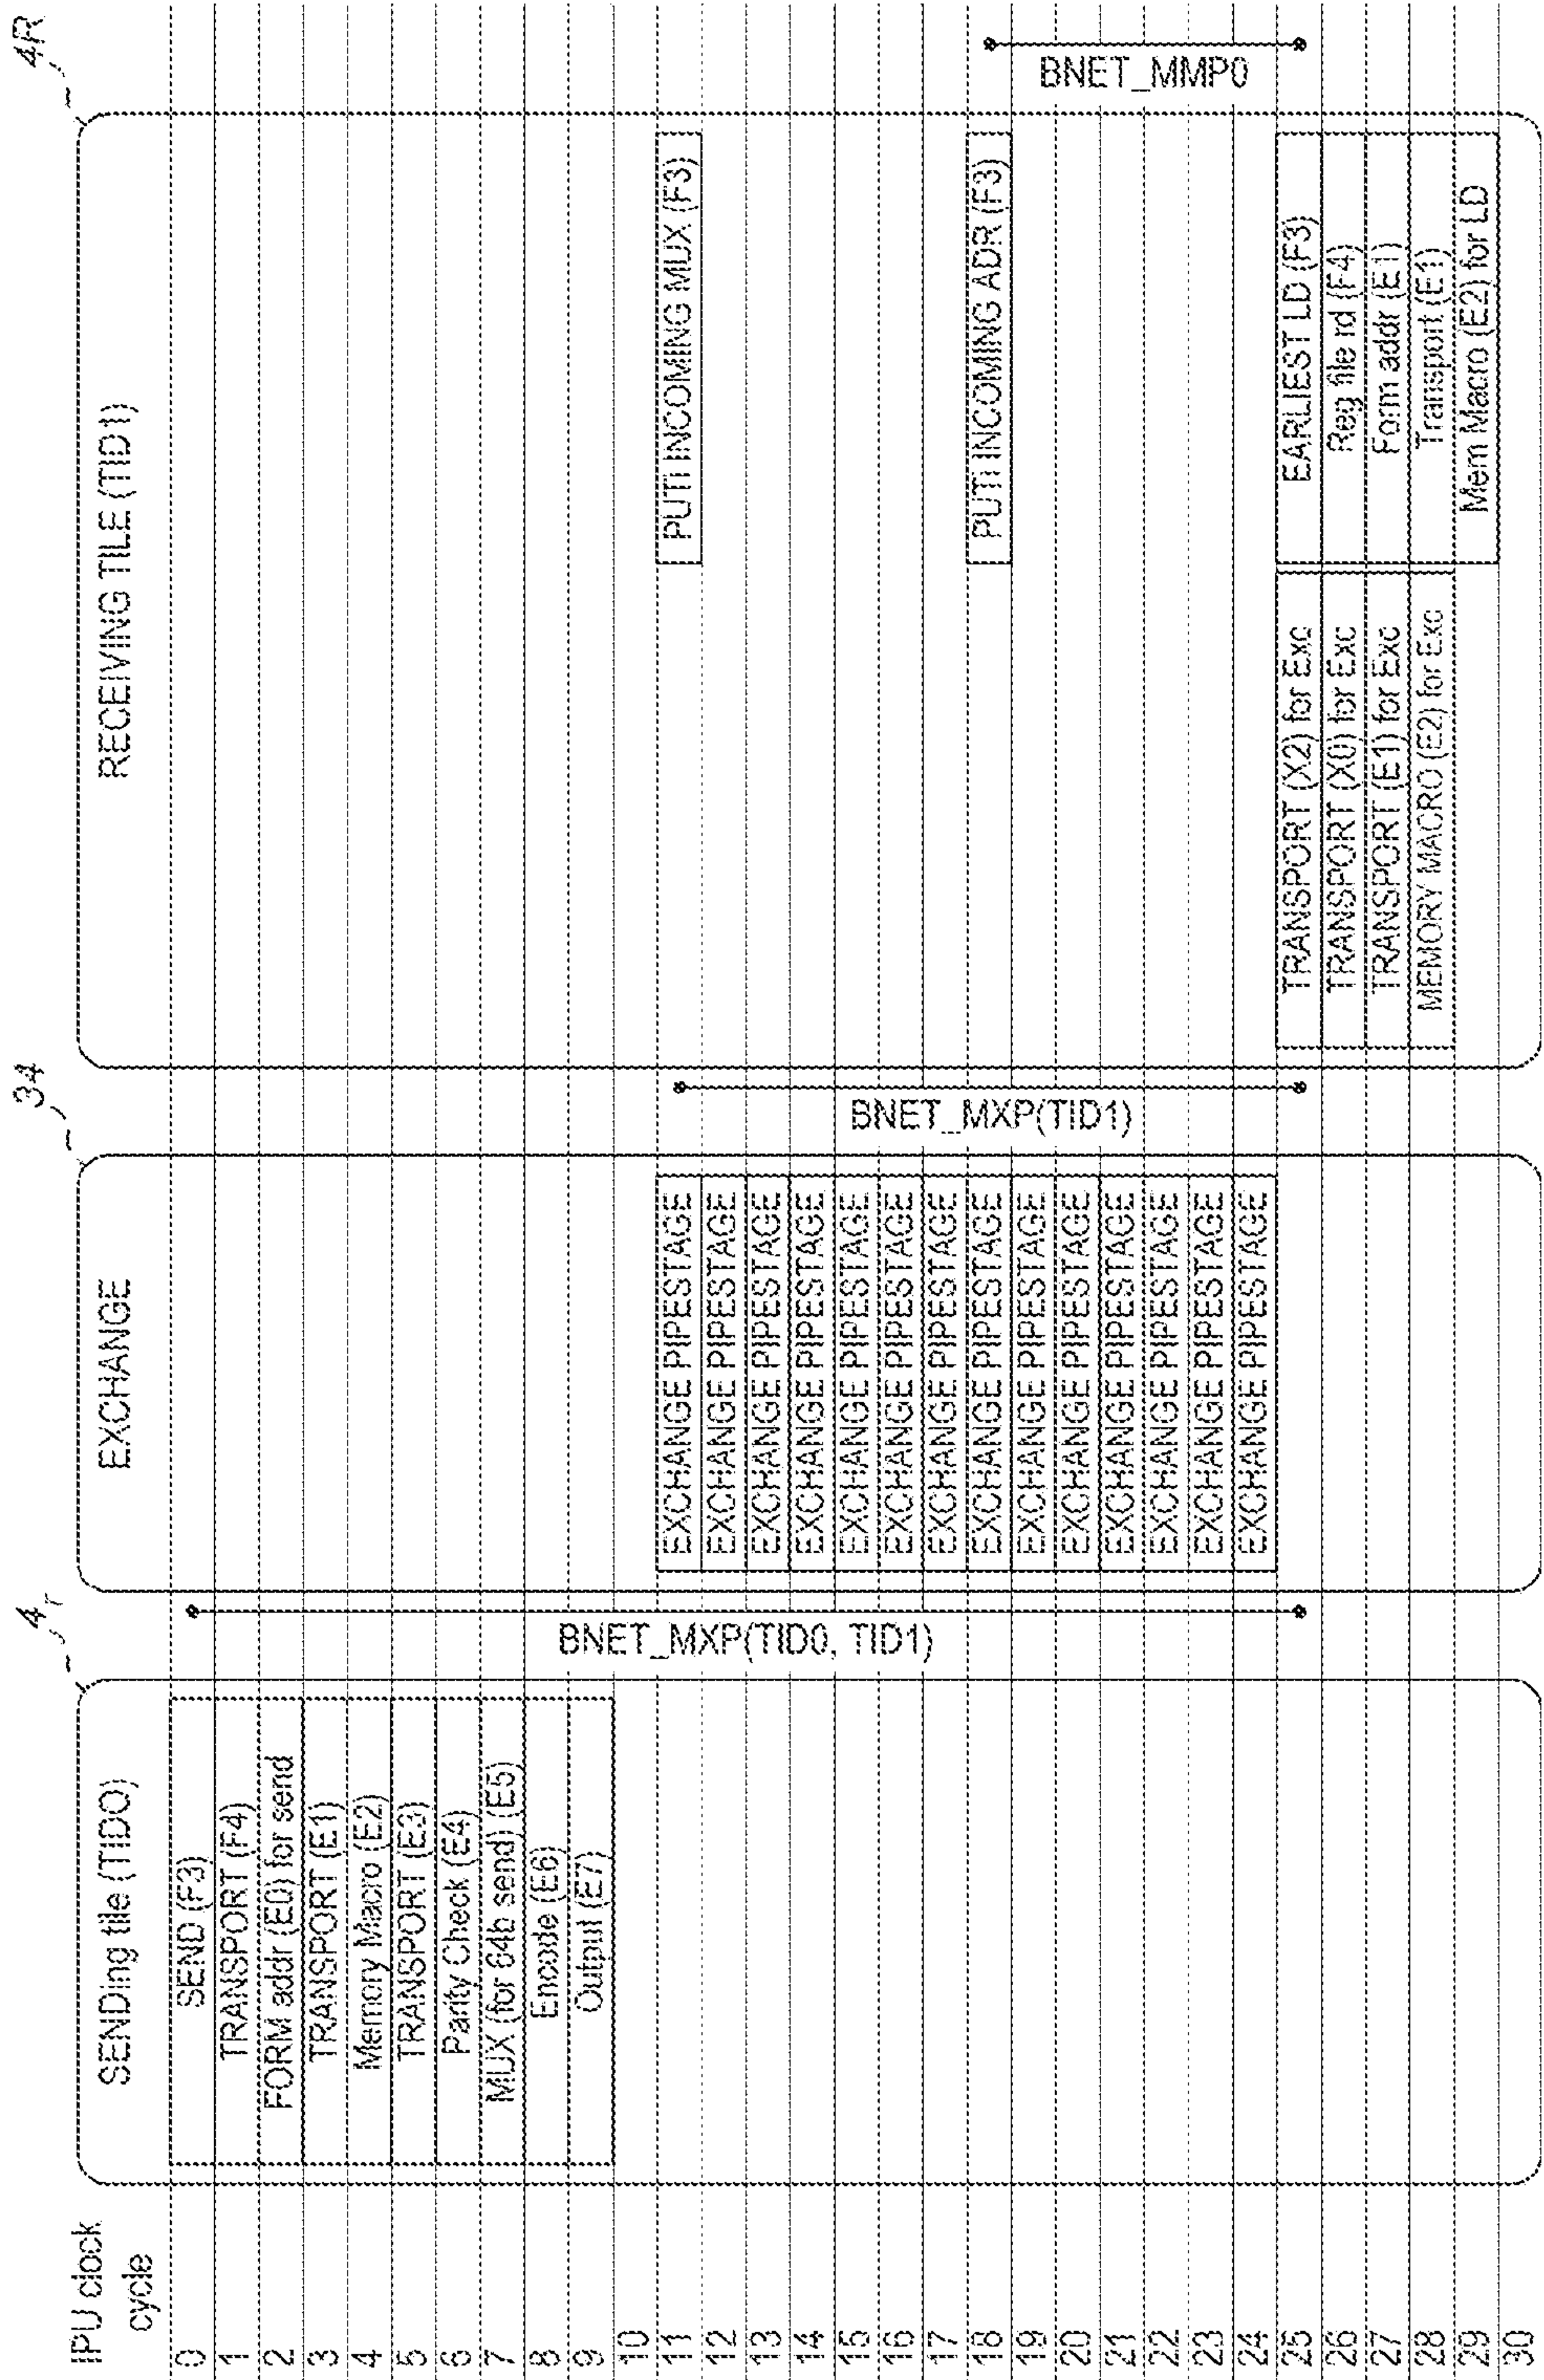 IPU clock
cycle
SENDing tile (TIDO)
EXCHANGE
RECEIVING TILE (TID1)
4r
34
4R
0
SEND (F3)
1
TRANSPORT (F4)
2
FORM addr (E0) for send
3
TRANSPORT (E1)
4
Memory Macro (E2)
5
TRANSPORT (E3)
6
Parity Check (E4)
7
MUX (for 64b send) (E5)
8
Encode (E6)
9
Output (E7)
10
11
EXCHANGE PIPESTAGE
PUTi INCOMING MUX (F3)
12
EXCHANGE PIPESTAGE
13
EXCHANGE PIPESTAGE
14
EXCHANGE PIPESTAGE
15
EXCHANGE PIPESTAGE
16
EXCHANGE PIPESTAGE
17
EXCHANGE PIPESTAGE
18
EXCHANGE PIPESTAGE
PUTi INCOMING ADR (F3)
19
EXCHANGE PIPESTAGE
20
EXCHANGE PIPESTAGE
21
EXCHANGE PIPESTAGE
22
EXCHANGE PIPESTAGE
23
EXCHANGE PIPESTAGE
24
EXCHANGE PIPESTAGE
25
TRANSPORT (X2) for Exc
EARLIEST LD (F3)
26
TRANSPORT (X0) for Exc
Reg file rd (F4)
27
TRANSPORT (E1) for Exc
Form addr (E1)
28
MEMORY MACRO (E2) for Exc
Transport (E1)
29
Mem Macro (E2) for LD
30
BNET_MXP(TID0, TID1)
BNET_MXP(TID1)
BNET_MMP0